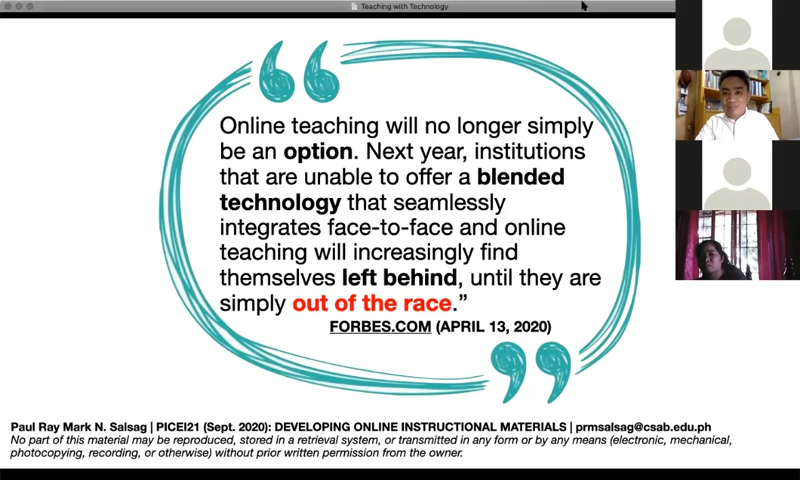 Teaching with Technology
Online teaching will no longer simply
be an option. Next year, institutions
that are unable to offer a blended
technology that seamlessly
integrates face-to-face and online
teaching will increasingly find
themselves left behind, until they are
simply out of the race.”
FORBES.COM (APRIL 13, 2020)
Paul Ray Mark N. Salsag | PICEI21 (Sept. 2020): DEVELOPING ONLINE INSTRUCTIONAL MATERIALS | prmsalsag@csab.edu.ph
No part of this material may be reproduced, stored in a retrieval system, or transmitted in any form or by any means (electronic, mechanical,
photocopying, recording, or otherwise) without prior written permission from the owner.